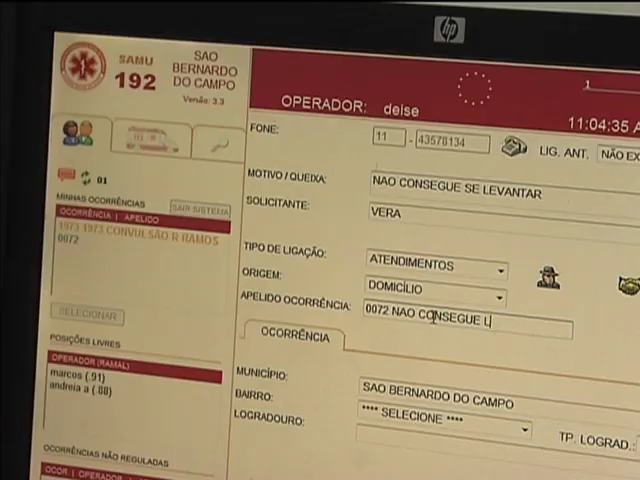 hp
SAMU
192
SAO
BERNARDO
DO CAMPO
Versão: 3.3
OPERADOR: deise
1
11:04:35 A
FONE: 11 - 43578134 LIG. ANT. NÃO EX
01
MOTIVO / QUEIXA: NAO CONSEGUE SE LEVANTAR
MINHAS OCORRÊNCIAS SAIR SISTEMA
SOLICITANTE: VERA
OCORRÊNCIA | APELIDO
1973 1973 CONVULSÃO R RAMOS
0072
TIPO DE LIGAÇÃO: ATENDIMENTOS
ORIGEM: DOMICÍLIO
APELIDO OCORRÊNCIA: 0072 NAO CONSEGUE L
SELECIONAR
OCORRÊNCIA
POSIÇÕES LIVRES
OPERADOR (RAMAL)
marcos (.91)
andreia a (.88)
MUNICÍPIO: SAO BERNARDO DO CAMPO
BAIRRO: **** SELECIONE ****
LOGRADOURO: TP. LOGRAD.:
OCORRÊNCIAS NÃO REGULADAS
OCOR. | OPERADOR